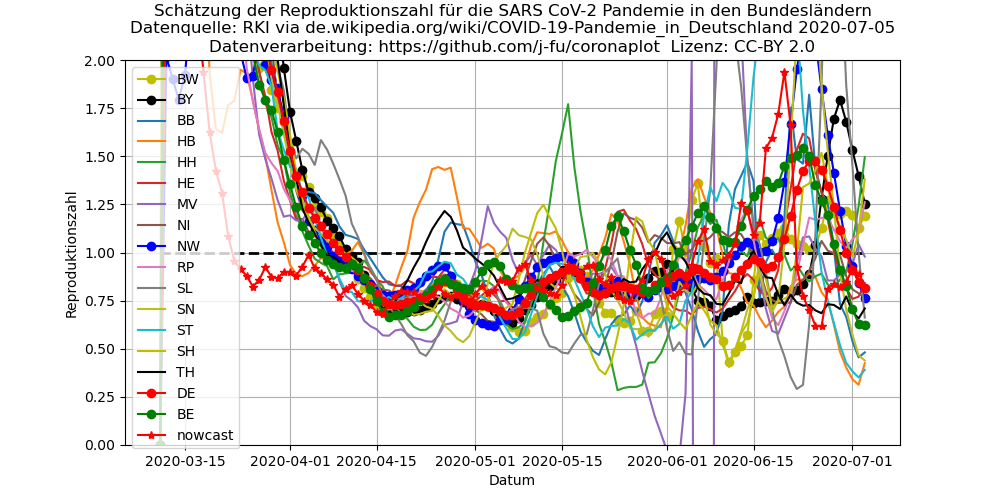 Schätzung der Reproduktionszahl für die SARS CoV-2 Pandemie in den Bundesländern
Datenquelle: RKI via de.wikipedia.org/wiki/COVID-19-Pandemie_in_Deutschland 2020-07-05
Datenverarbeitung: https://github.com/j-fu/coronaplot  Lizenz: CC-BY 2.0
Reproduktionszahl
2.00
1.75
1.50
1.25
1.00
0.75
0.50
0.25
0.00
BW
BY
BB
HB
HH
HE
MV
NI
NW
RP
SL
SN
ST
SH
TH
DE
BE
nowcast
2020-03-15
2020-04-01
2020-04-15
2020-05-01
2020-05-15
2020-06-01
2020-06-15
2020-07-01
Datum